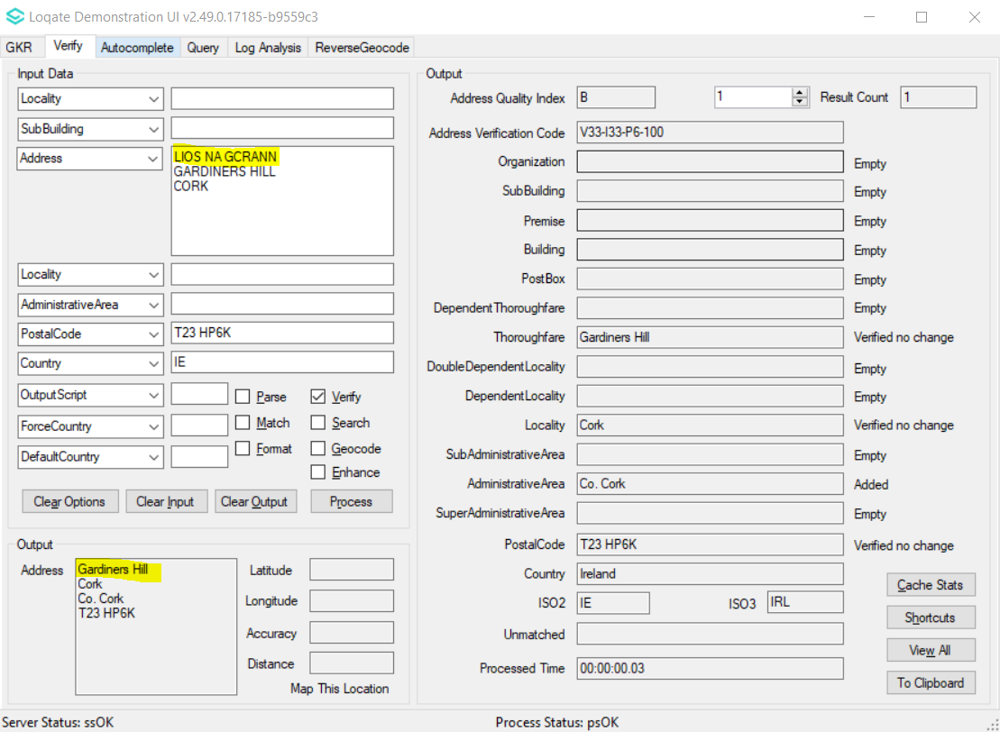 Loqate Demonstration UI v2.49.0.17185-b9559c3
GKR Verify Autocomplete Query Log Analysis ReverseGeocode
Input Data
Locality
SubBuilding
Address
LIOS NA GCRANN
GARDINERS HILL
CORK
Locality
AdministrativeArea
PostalCode T23 HP6K
Country IE
OutputScript Parse Verify
ForceCountry Match Search
DefaultCountry Format Geocode
Enhance
Clear Options Clear Input Clear Output Process
Output
Address
Gardiners Hill
Cork
Co. Cork
T23 HP6K
Latitude
Longitude
Accuracy
Distance
Map This Location
Output
Address Quality Index B 1 Result Count 1
Address Verification Code V33-I33-P6-100
Organization Empty
SubBuilding Empty
Premise Empty
Building Empty
PostBox Empty
DependentThoroughfare Empty
Thoroughfare Gardiners Hill Verified no change
DoubleDependentLocality Empty
DependentLocality Empty
Locality Cork Verified no change
SubAdministrativeArea Empty
AdministrativeArea Co. Cork Added
SuperAdministrativeArea Empty
PostalCode T23 HP6K Verified no change
Country Ireland
ISO2 IE ISO3 IRL
Unmatched
Processed Time 00:00:00.03
Cache Stats
Shortcuts
View All
To Clipboard
Server Status: ssOK Process Status: psOK